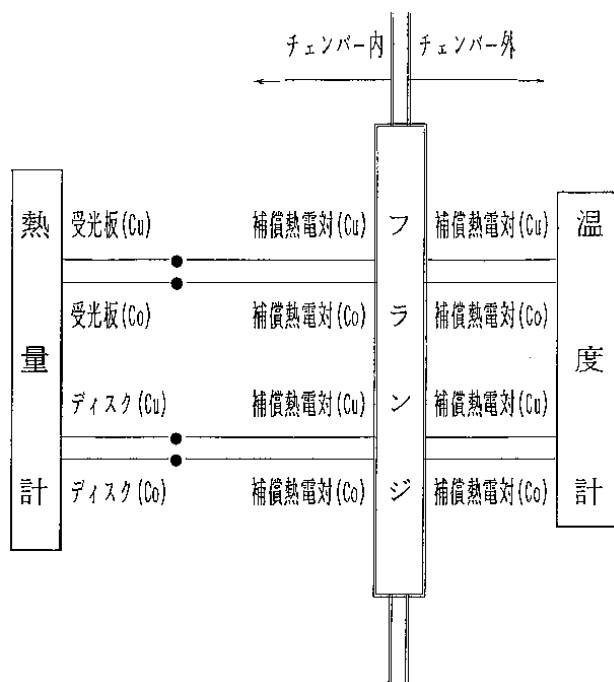 チェンバー内 チェンバー外
熱量計
フランジ
温度計
受光板(Cu) 補償熱電対(Cu) 補償熱電対(Cu)
受光板(Co) 補償熱電対(Co) 補償熱電対(Co)
ディスク(Cu) 補償熱電対(Cu) 補償熱電対(Cu)
ディスク(Co) 補償熱電対(Co) 補償熱電対(Co)